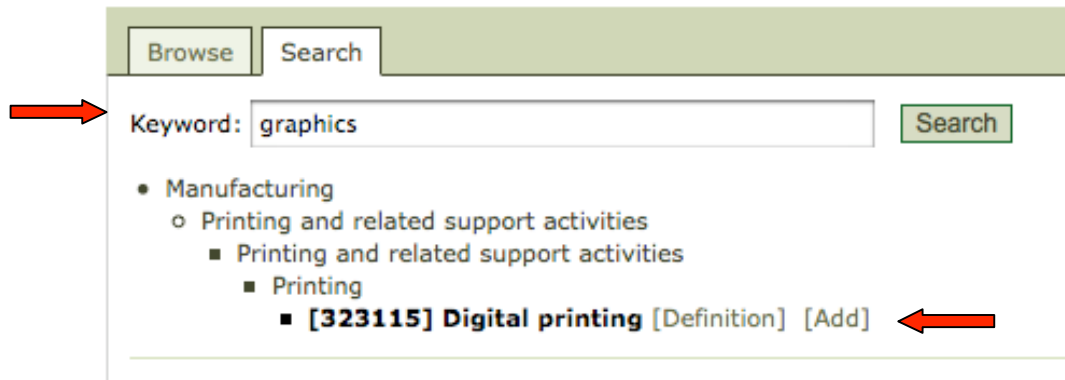 Browse Search
Keyword: graphics Search
Manufacturing
Printing and related support activities
Printing and related support activities
Printing
[323115] Digital printing [Definition] [Add]